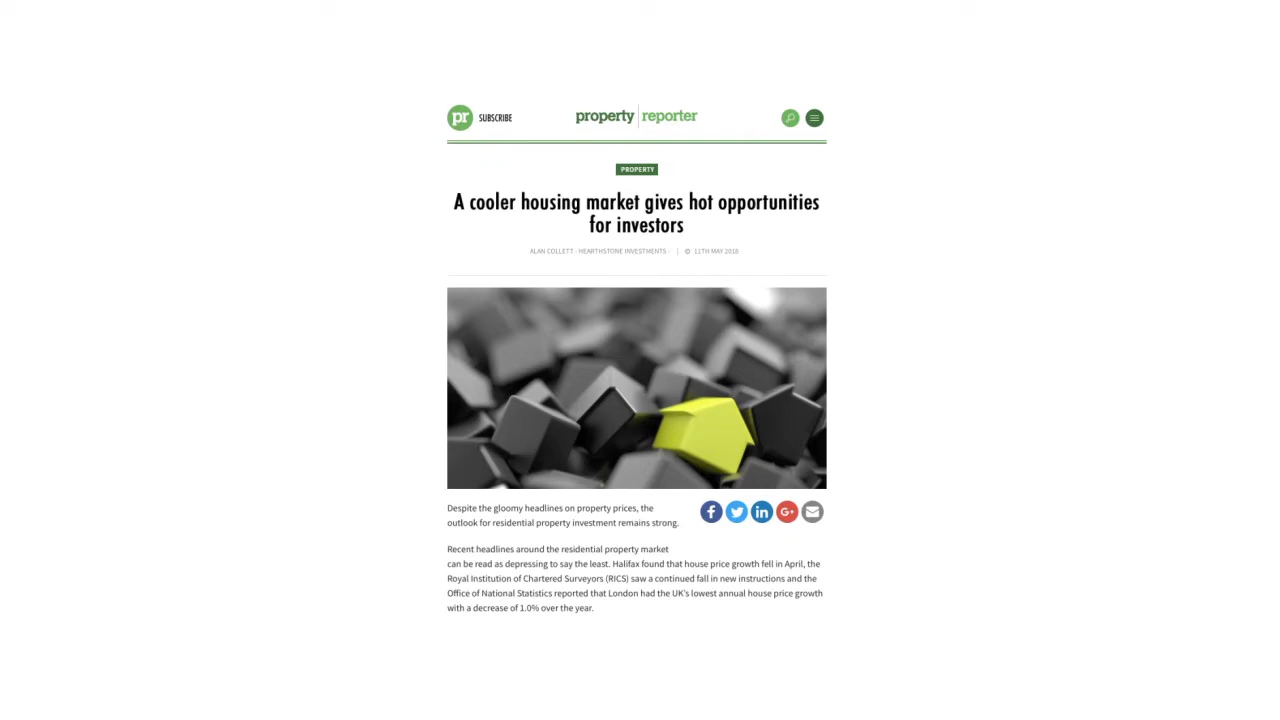 pr SUBSCRIBE property reporter
PROPERTY
A cooler housing market gives hot opportunities
for investors
ALAN COLLETT - HEARTHSTONE INVESTMENTS - | 11TH MAY 2018
Despite the gloomy headlines on property prices, the
outlook for residential property investment remains strong.
f in G+
Recent headlines around the residential property market
can be read as depressing to say the least. Halifax found that house price growth fell in April, the
Royal Institution of Chartered Surveyors (RICS) saw a continued fall in new instructions and the
Office of National Statistics reported that London had the UK's lowest annual house price growth
with a decrease of 1.0% over the year.